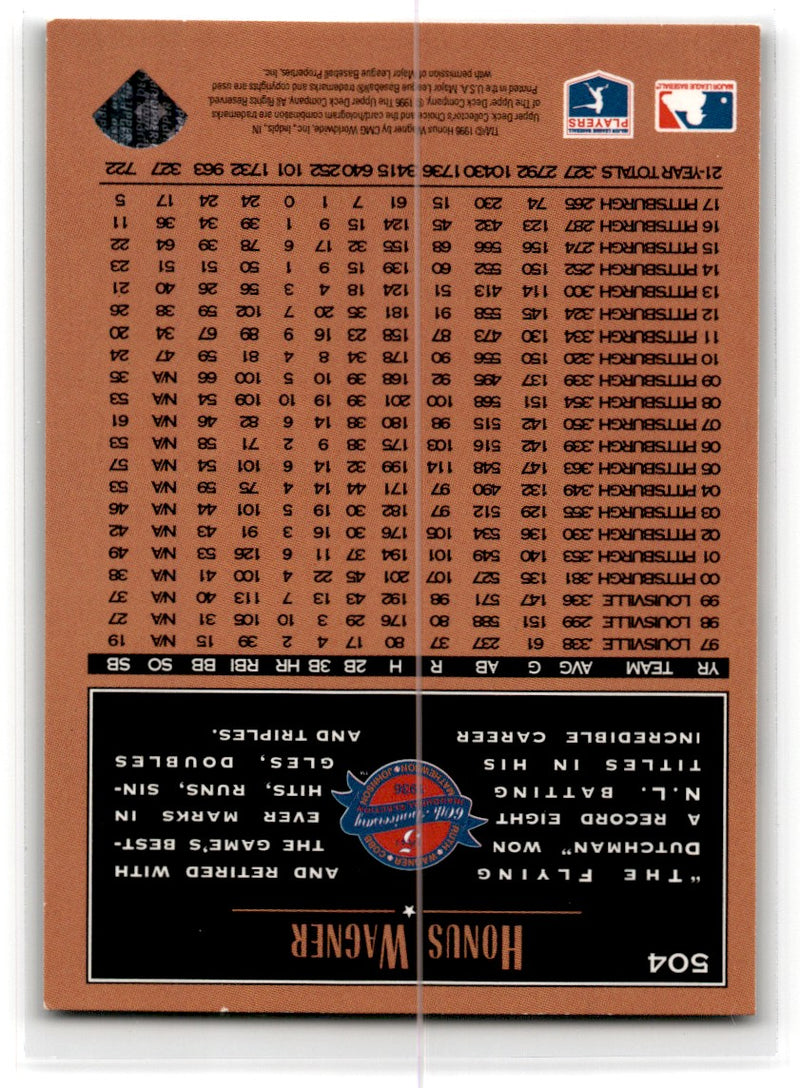 504
HONUS WAGNER
"THE FLYING
DUTCHMAN" WON
A RECORD EIGHT
N.L. BATTING
TITLES IN HIS
INCREDIBLE CAREER
AND RETIRED WITH
THE GAME'S BEST-
EVER MARKS IN
HITS, RUNS, SIN-
GLES, DOUBLES
AND TRIPLES.
RUTH • WAGNER • COBB
5
60th Anniversary
1936
MATHEWSON • JOHNSON
YR TEAM AVG G AB R H 2B 3B HR RBI BB SO SB
97 LOUISVILLE .338 61 237 37 80 17 4 2 39 15 N/A 19
98 LOUISVILLE .299 151 588 80 176 29 3 10 105 31 N/A 27
99 LOUISVILLE .336 147 571 98 192 43 13 7 113 40 N/A 37
00 PITTSBURGH .381 135 527 107 201 45 22 4 100 41 N/A 38
01 PITTSBURGH .353 140 549 101 194 37 11 6 126 53 N/A 49
02 PITTSBURGH .330 136 534 105 176 30 16 3 91 43 N/A 42
03 PITTSBURGH .355 129 512 97 182 30 19 5 101 44 N/A 46
04 PITTSBURGH .349 132 490 97 171 44 14 4 75 59 N/A 53
05 PITTSBURGH .363 147 548 114 199 32 14 6 101 54 N/A 57
06 PITTSBURGH .339 142 516 103 175 38 9 2 71 58 N/A 53
07 PITTSBURGH .350 142 515 98 180 38 14 6 82 46 N/A 61
08 PITTSBURGH .354 151 568 100 201 39 19 10 109 54 N/A 53
09 PITTSBURGH .339 137 495 92 168 39 10 5 100 66 N/A 35
10 PITTSBURGH .320 150 556 90 178 34 8 4 81 59 47 24
11 PITTSBURGH .334 130 473 87 158 23 16 9 89 67 34 20
12 PITTSBURGH .324 145 558 91 181 35 20 7 102 59 38 26
13 PITTSBURGH .300 114 413 51 124 18 4 3 56 26 40 21
14 PITTSBURGH .252 150 552 60 139 15 9 1 50 51 51 23
15 PITTSBURGH .274 156 566 68 155 32 17 6 78 39 64 22
16 PITTSBURGH .287 123 432 45 124 15 9 1 39 34 36 11
17 PITTSBURGH .265 74 230 15 61 7 1 0 24 24 17 5
21-YEAR TOTALS .327 2792 10430 1736 3415 640 252 101 1732 963 327 722
TM/© 1996 Honus Wagner by CMG Worldwide, Inc., Indpls, IN
Upper Deck Collector's Choice and the card/hologram combination are trademarks
of The Upper Deck Company. © 1996 The Upper Deck Company. All Rights Reserved.
Printed in the U.S.A. Major League Baseball trademarks and copyrights are used
with permission of Major League Baseball Properties, Inc.
MAJOR LEAGUE BASEBALL
PLAYERS
MAJOR LEAGUE BASEBALL